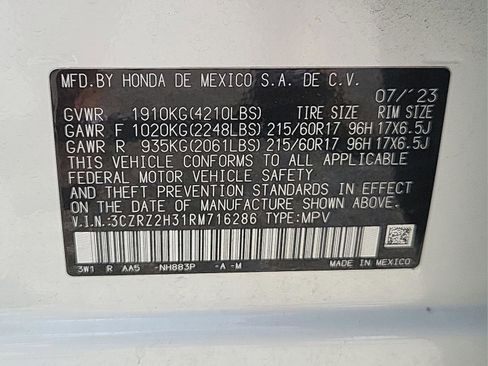 MFD.BY HONDA DE MEXICO S.A. DE C.V.
07/'23
GVWR 1910KG(4210LBS) TIRE SIZE RIM SIZE
GAWR F 1020KG(2248LBS) 215/60R17 96H 17X6.5J
GAWR R 935KG(2061LBS) 215/60R17 96H 17X6.5J
THIS VEHICLE CONFORMS TO ALL APPLICABLE
FEDERAL MOTOR VEHICLE SAFETY
AND THEFT PREVENTION STANDARDS IN EFFECT
ON THE DATE OF MANUFACTURE SHOWN ABOVE.
V.I.N.:3CZRZ2H31RM716286 TYPE:MPV
3W1 R AA5 -NH883P -A -M
MADE IN MEXICO